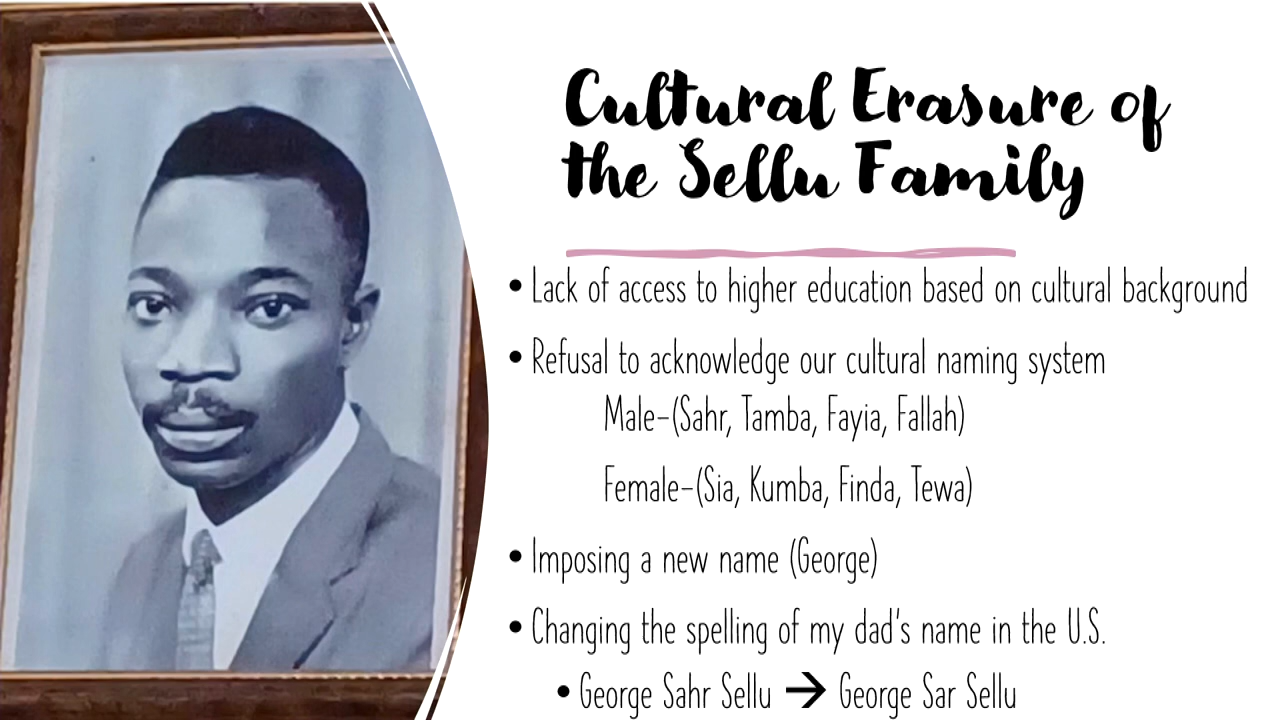 Cultural Erasure of
the Sellu Family
• Lack of access to higher education based on cultural background
• Refusal to acknowledge our cultural naming system
Male-(Sahr, Tamba, Fayia, Fallah)
Female-(Sia, Kumba, Finda, Tewa)
• Imposing a new name (George)
• Changing the spelling of my dad's name in the U.S.
• George Sahr Sellu → George Sar Sellu